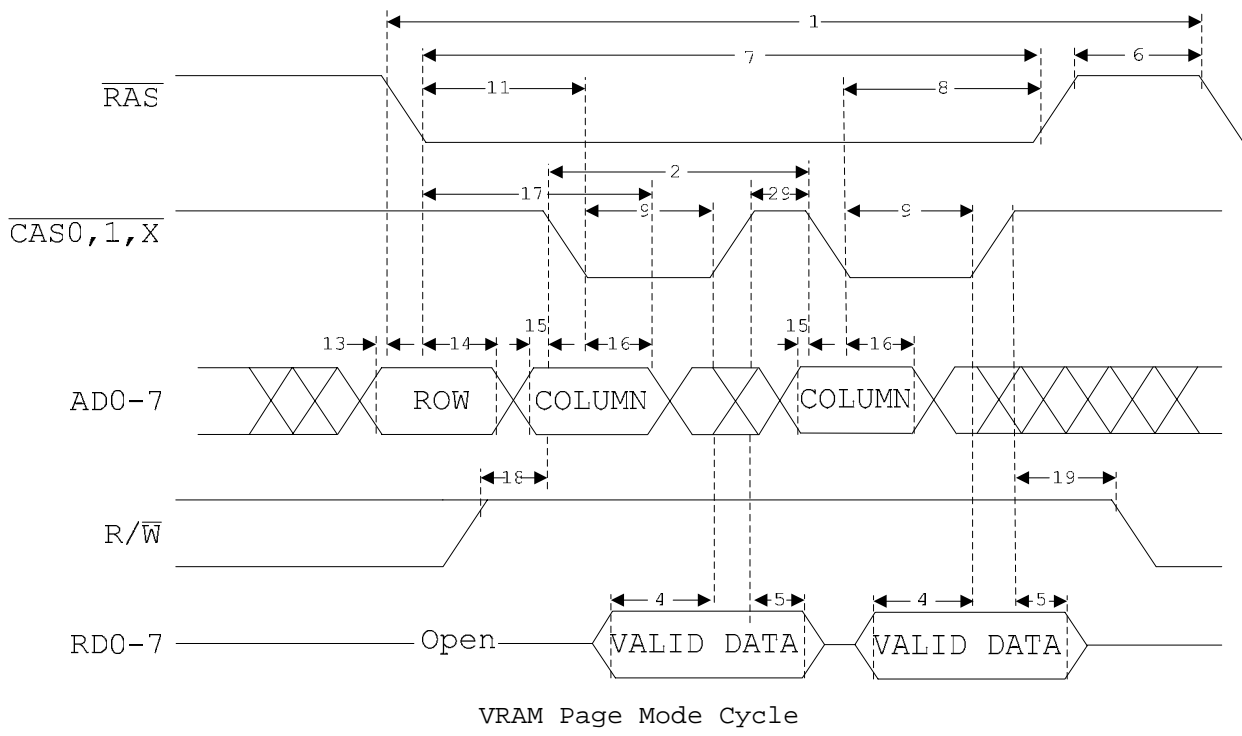 1
7
6
R̅A̅S̅
11
8
2
17
29
C̅A̅S̅0̅,̅1̅,̅X̅
9
9
15
15
13
14
16
16
AD0-7
ROW
COLUMN
COLUMN
18
19
R/W̅
4
5
4
5
RD0-7
Open
VALID DATA
VALID DATA
VRAM Page Mode Cycle